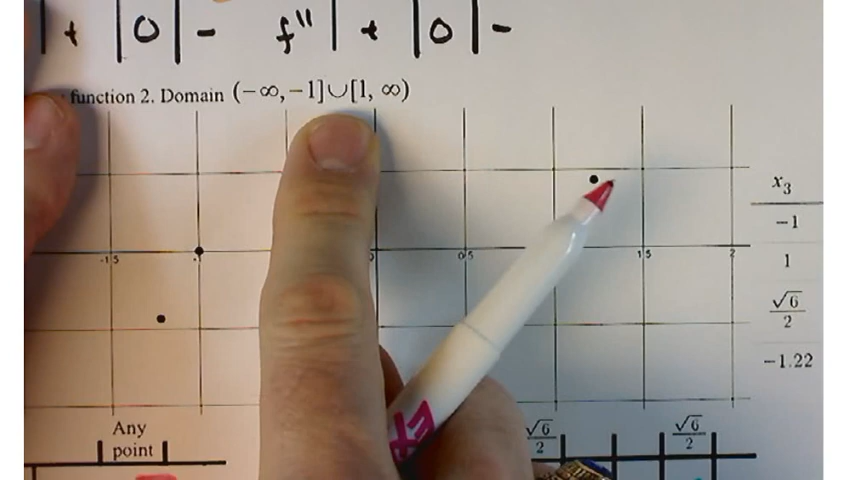 + |0| - f'' | + |0| -
function 2. Domain (−∞, −1]∪[1, ∞)
x₃
−1
-1.5 0 0.5 1.5 2
1
√6/2
−1.22
Any point √6/2 √6/2